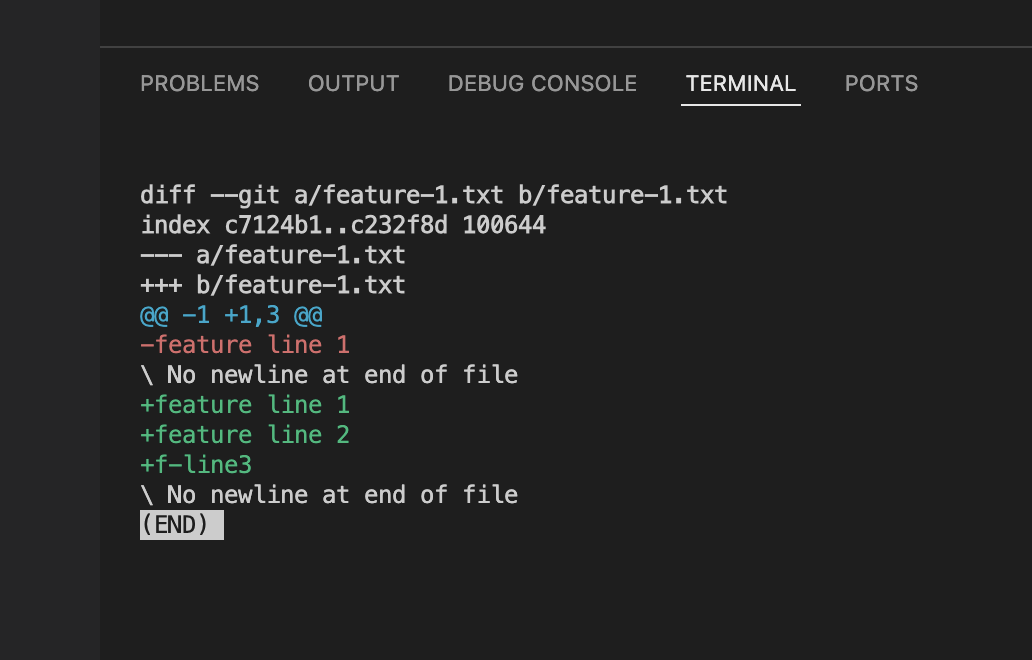 PROBLEMS OUTPUT DEBUG CONSOLE TERMINAL PORTS
diff --git a/feature-1.txt b/feature-1.txt
index c7124b1..c232f8d 100644
--- a/feature-1.txt
+++ b/feature-1.txt
@@ -1 +1,3 @@
-feature line 1
\ No newline at end of file
+feature line 1
+feature line 2
+f-line3
\ No newline at end of file
(END)